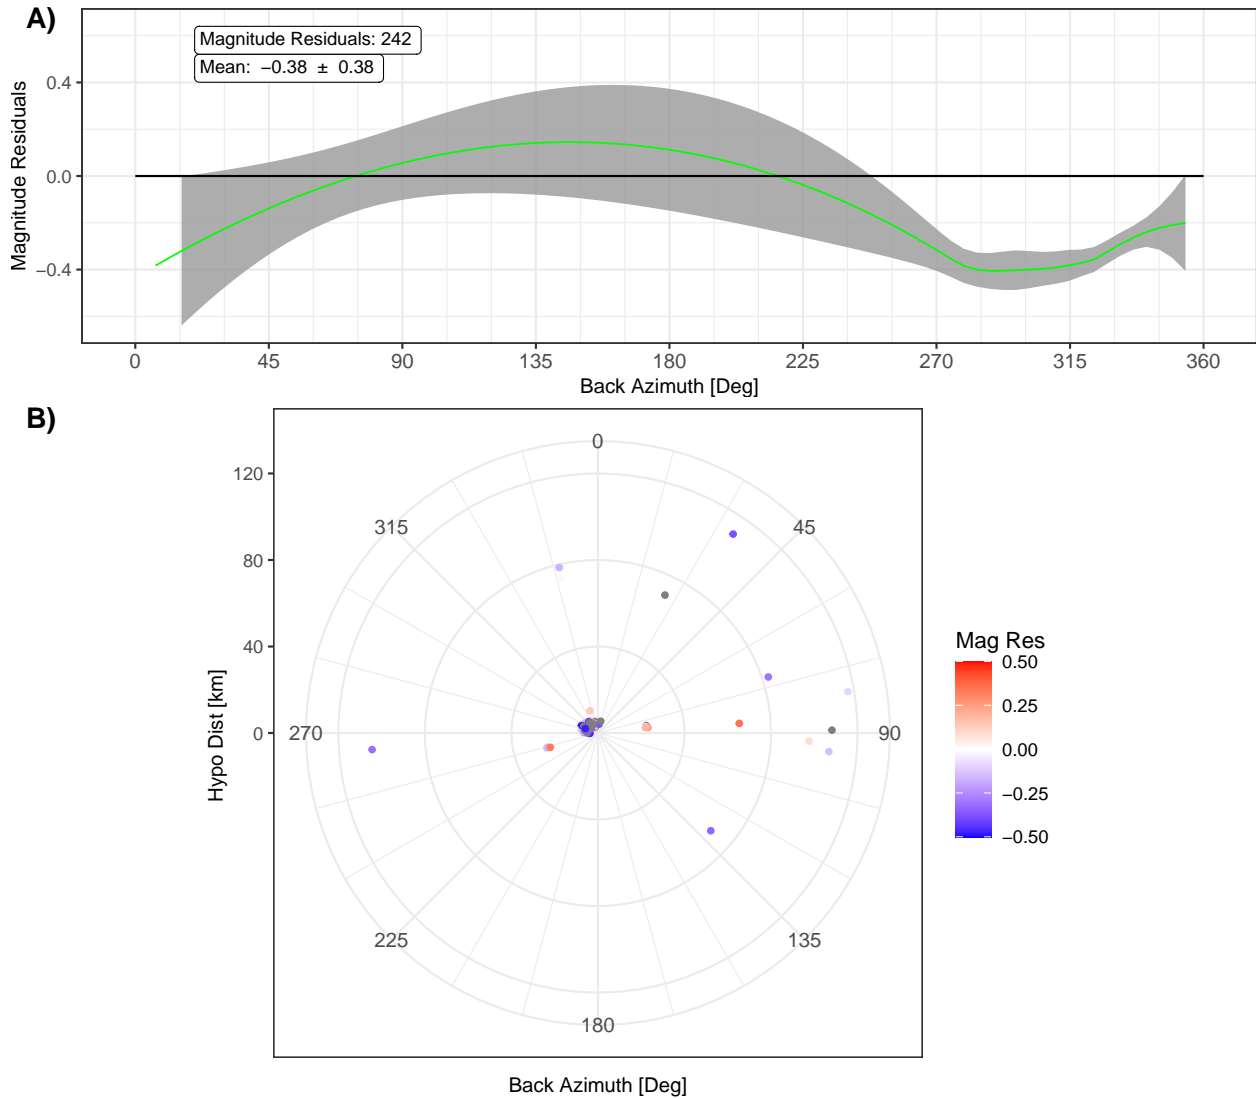 A)
Magnitude Residuals: 242
Mean: −0.38 ± 0.38
Magnitude Residuals
0.4
0.0
−0.4
0 45 90 135 180 225 270 315 360
Back Azimuth [Deg]
B)
Hypo Dist [km]
120
80
40
0
0
45
90
135
180
225
270
315
Back Azimuth [Deg]
Mag Res
0.50
0.25
0.00
−0.25
−0.50